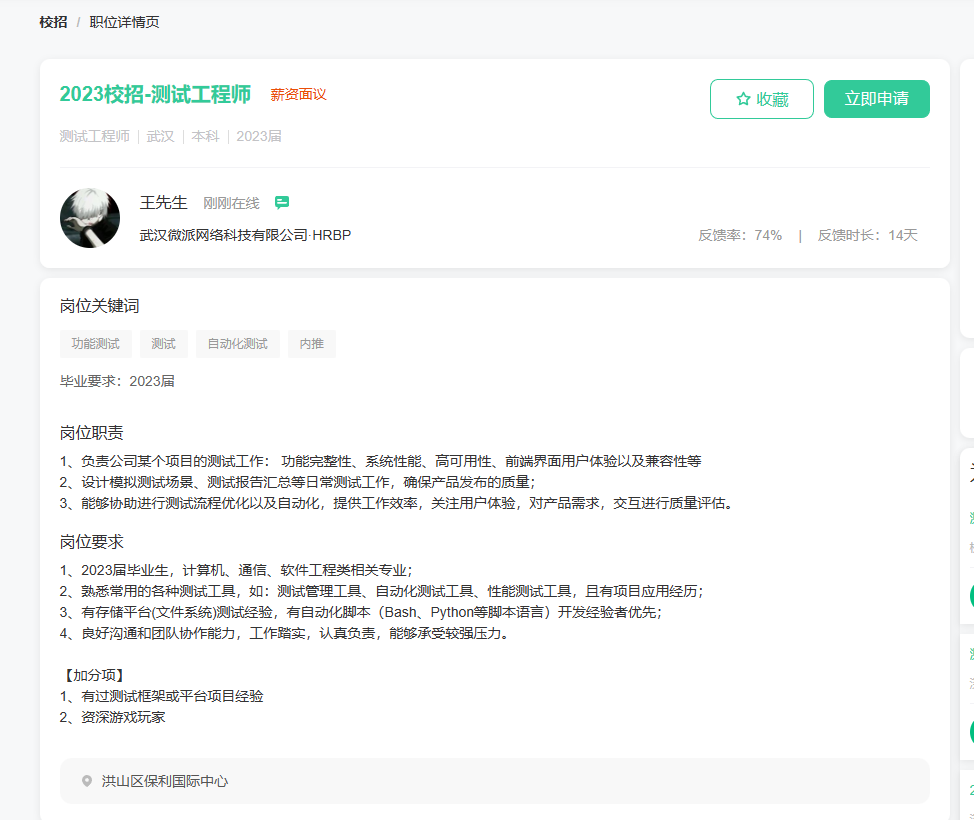 校招 / 职位详情页
2023校招-测试工程师 薪资面议
收藏
立即申请
测试工程师 | 武汉 | 本科 | 2023届
王先生 刚刚在线
武汉微派网络科技有限公司·HRBP
反馈率：74% | 反馈时长：14天
岗位关键词
功能测试 测试 自动化测试 内推
毕业要求：2023届
岗位职责
1、负责公司某个项目的测试工作： 功能完整性、系统性能、高可用性、前端界面用户体验以及兼容性等
2、设计模拟测试场景、测试报告汇总等日常测试工作，确保产品发布的质量；
3、能够协助进行测试流程优化以及自动化，提供工作效率，关注用户体验，对产品需求，交互进行质量评估。
岗位要求
1、2023届毕业生，计算机、通信、软件工程类相关专业；
2、熟悉常用的各种测试工具，如：测试管理工具、自动化测试工具、性能测试工具，且有项目应用经历；
3、有存储平台(文件系统)测试经验，有自动化脚本（Bash、Python等脚本语言）开发经验者优先；
4、良好沟通和团队协作能力，工作踏实，认真负责，能够承受较强压力。
【加分项】
1、有过测试框架或平台项目经验
2、资深游戏玩家
洪山区保利国际中心